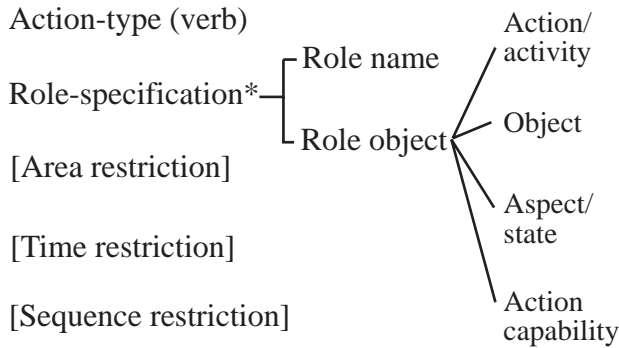 Action-type (verb)
Role-specification*
Role name
Role object
Action/
activity
Object
Aspect/
state
Action
capability
[Area restriction]
[Time restriction]
[Sequence restriction]